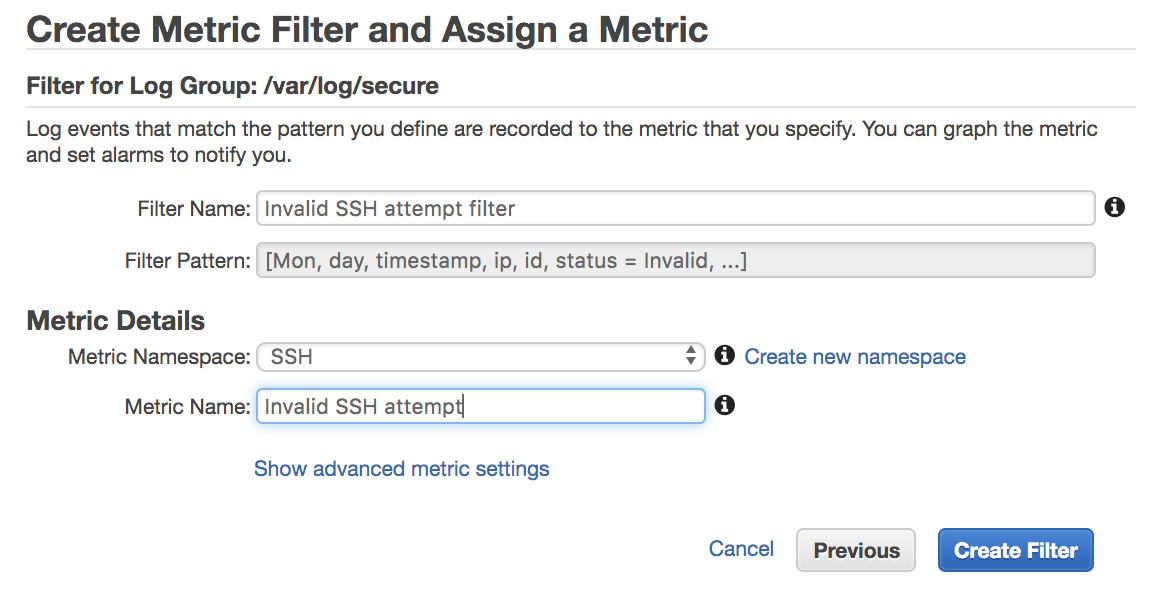 Create Metric Filter and Assign a Metric
Filter for Log Group: /var/log/secure
Log events that match the pattern you define are recorded to the metric that you specify. You can graph the metric
and set alarms to notify you.
Filter Name: Invalid SSH attempt filter
Filter Pattern: [Mon, day, timestamp, ip, id, status = Invalid, ...]
Metric Details
Metric Namespace: SSH Create new namespace
Metric Name: Invalid SSH attempt
Show advanced metric settings
Cancel Previous Create Filter